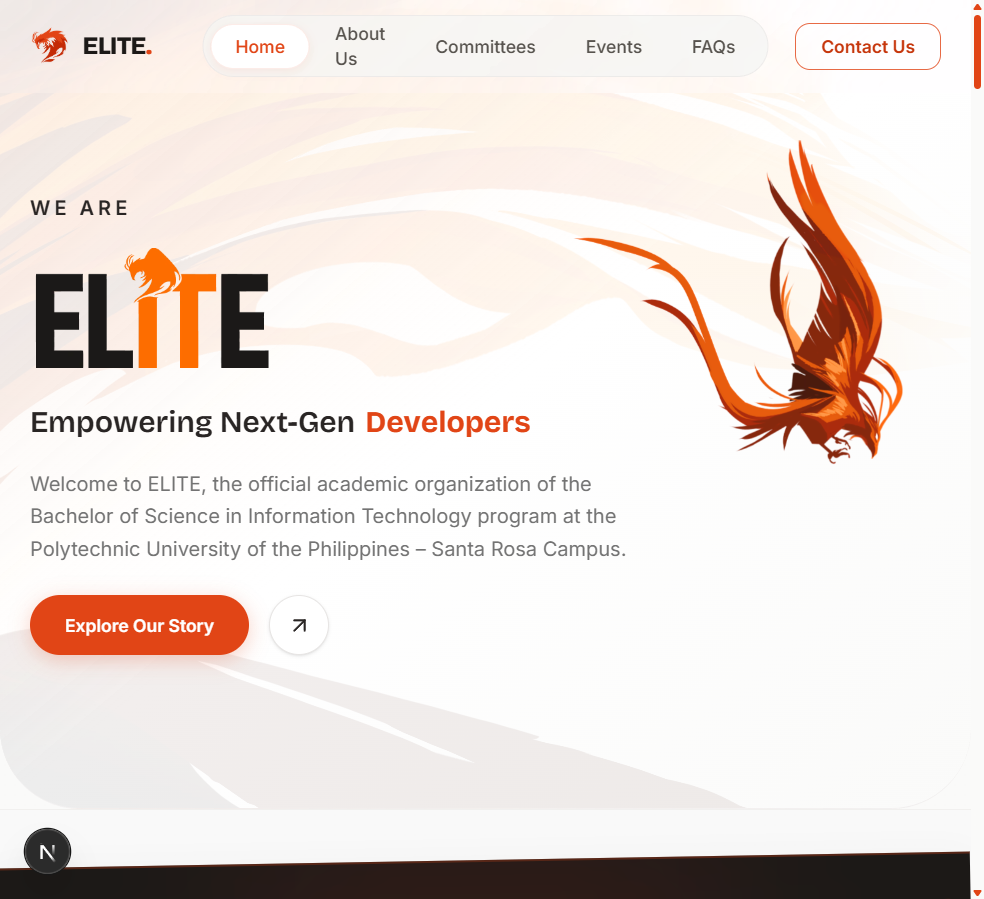 ELITE.
Home
About
Us
Committees
Events
FAQs
Contact Us
WE ARE
ELiTE
Empowering Next-Gen Developers
Welcome to ELITE, the official academic organization of the
Bachelor of Science in Information Technology program at the
Polytechnic University of the Philippines – Santa Rosa Campus.
Explore Our Story
N